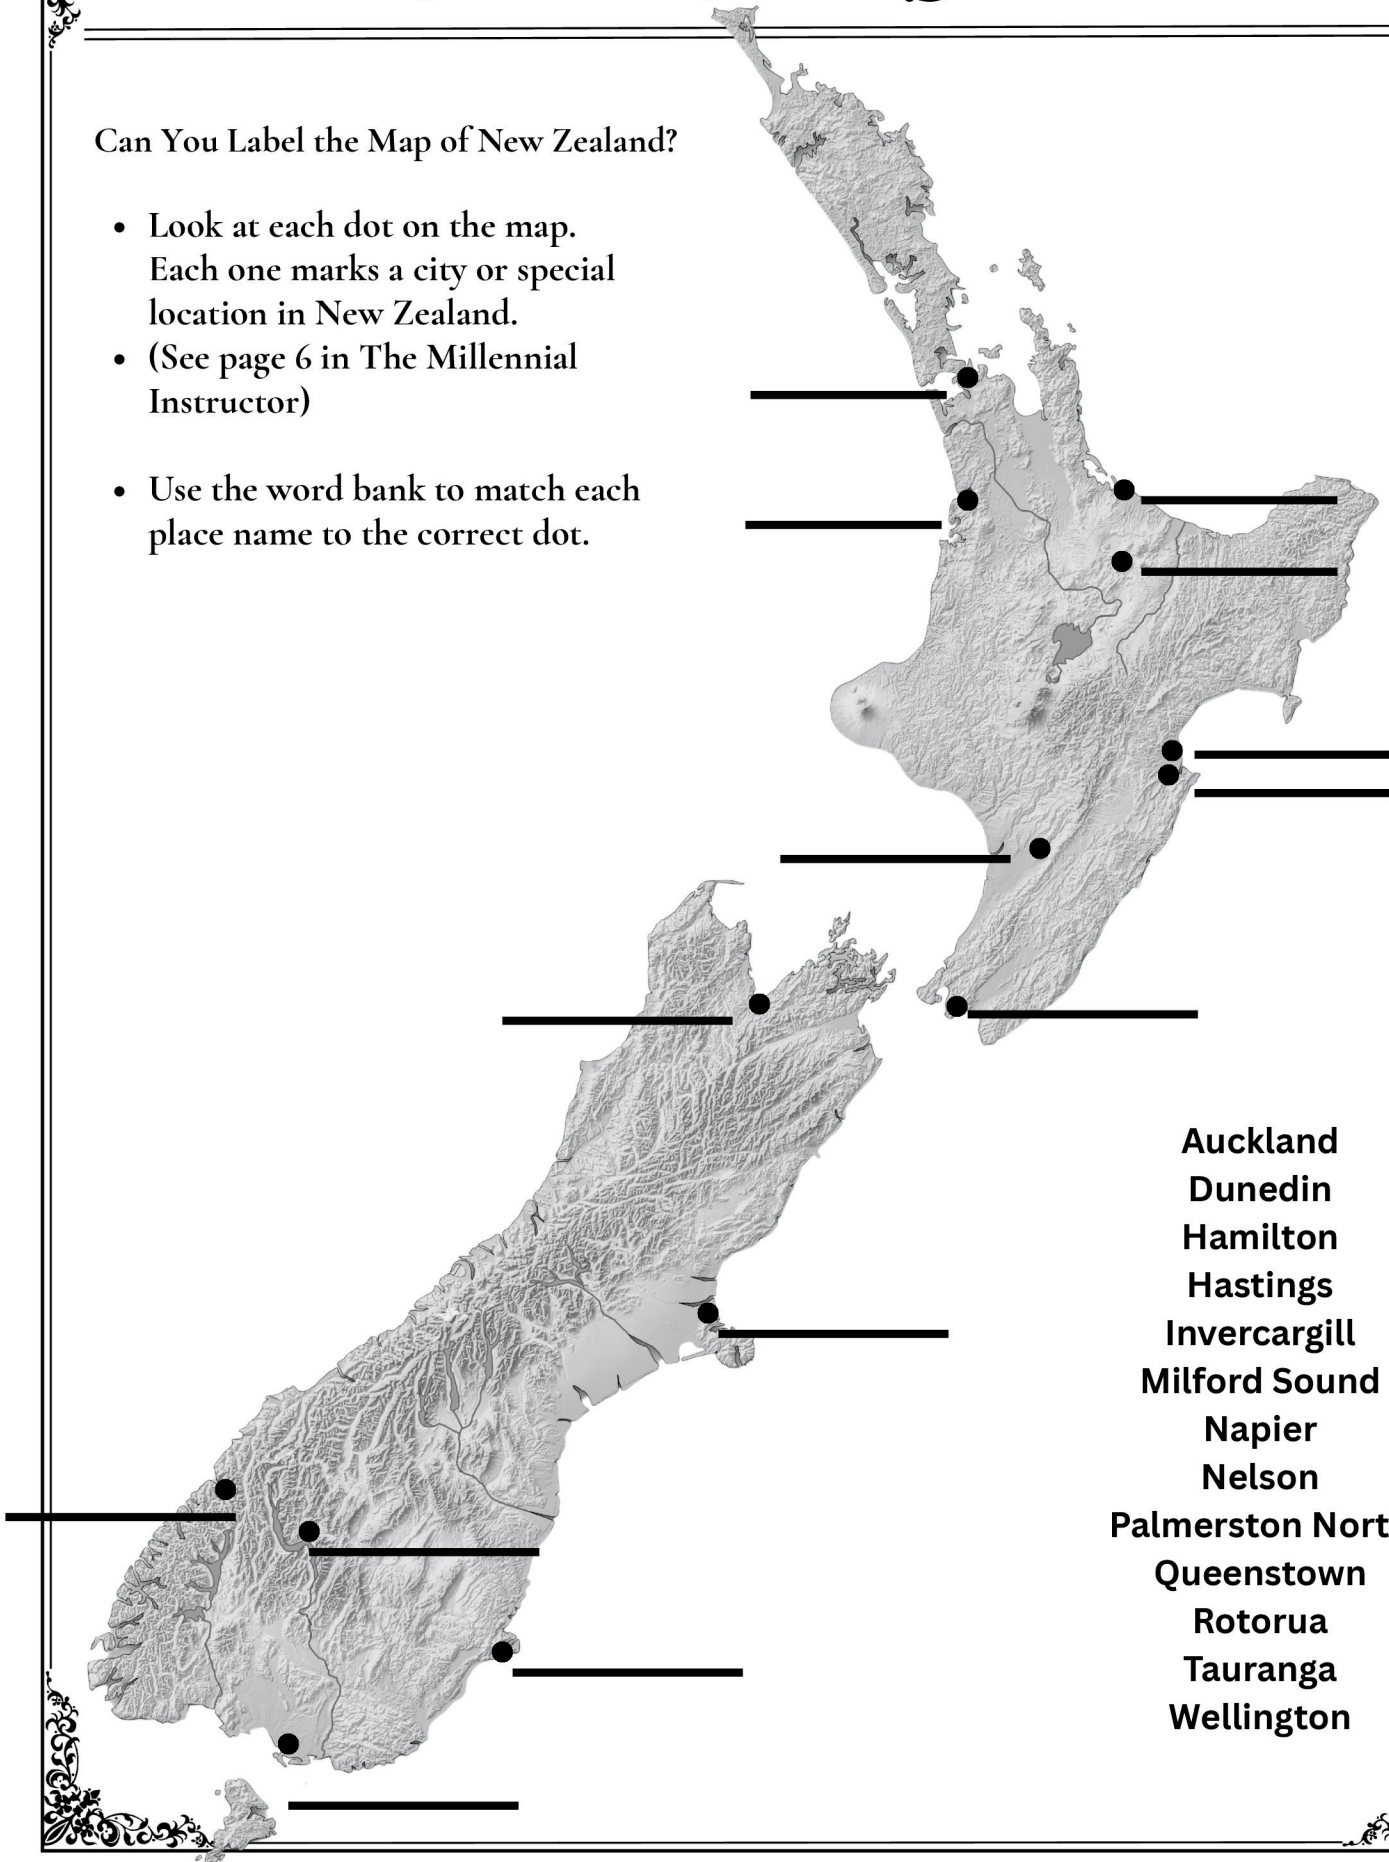 Can You Label the Map of New Zealand?
Look at each dot on the map.
Each one marks a city or special
location in New Zealand.
(See page 6 in The Millennial
Instructor)
Use the word bank to match each
place name to the correct dot.
Auckland
Dunedin
Hamilton
Hastings
Invercargill
Milford Sound
Napier
Nelson
Palmerston Nort
Queenstown
Rotorua
Tauranga
Wellington